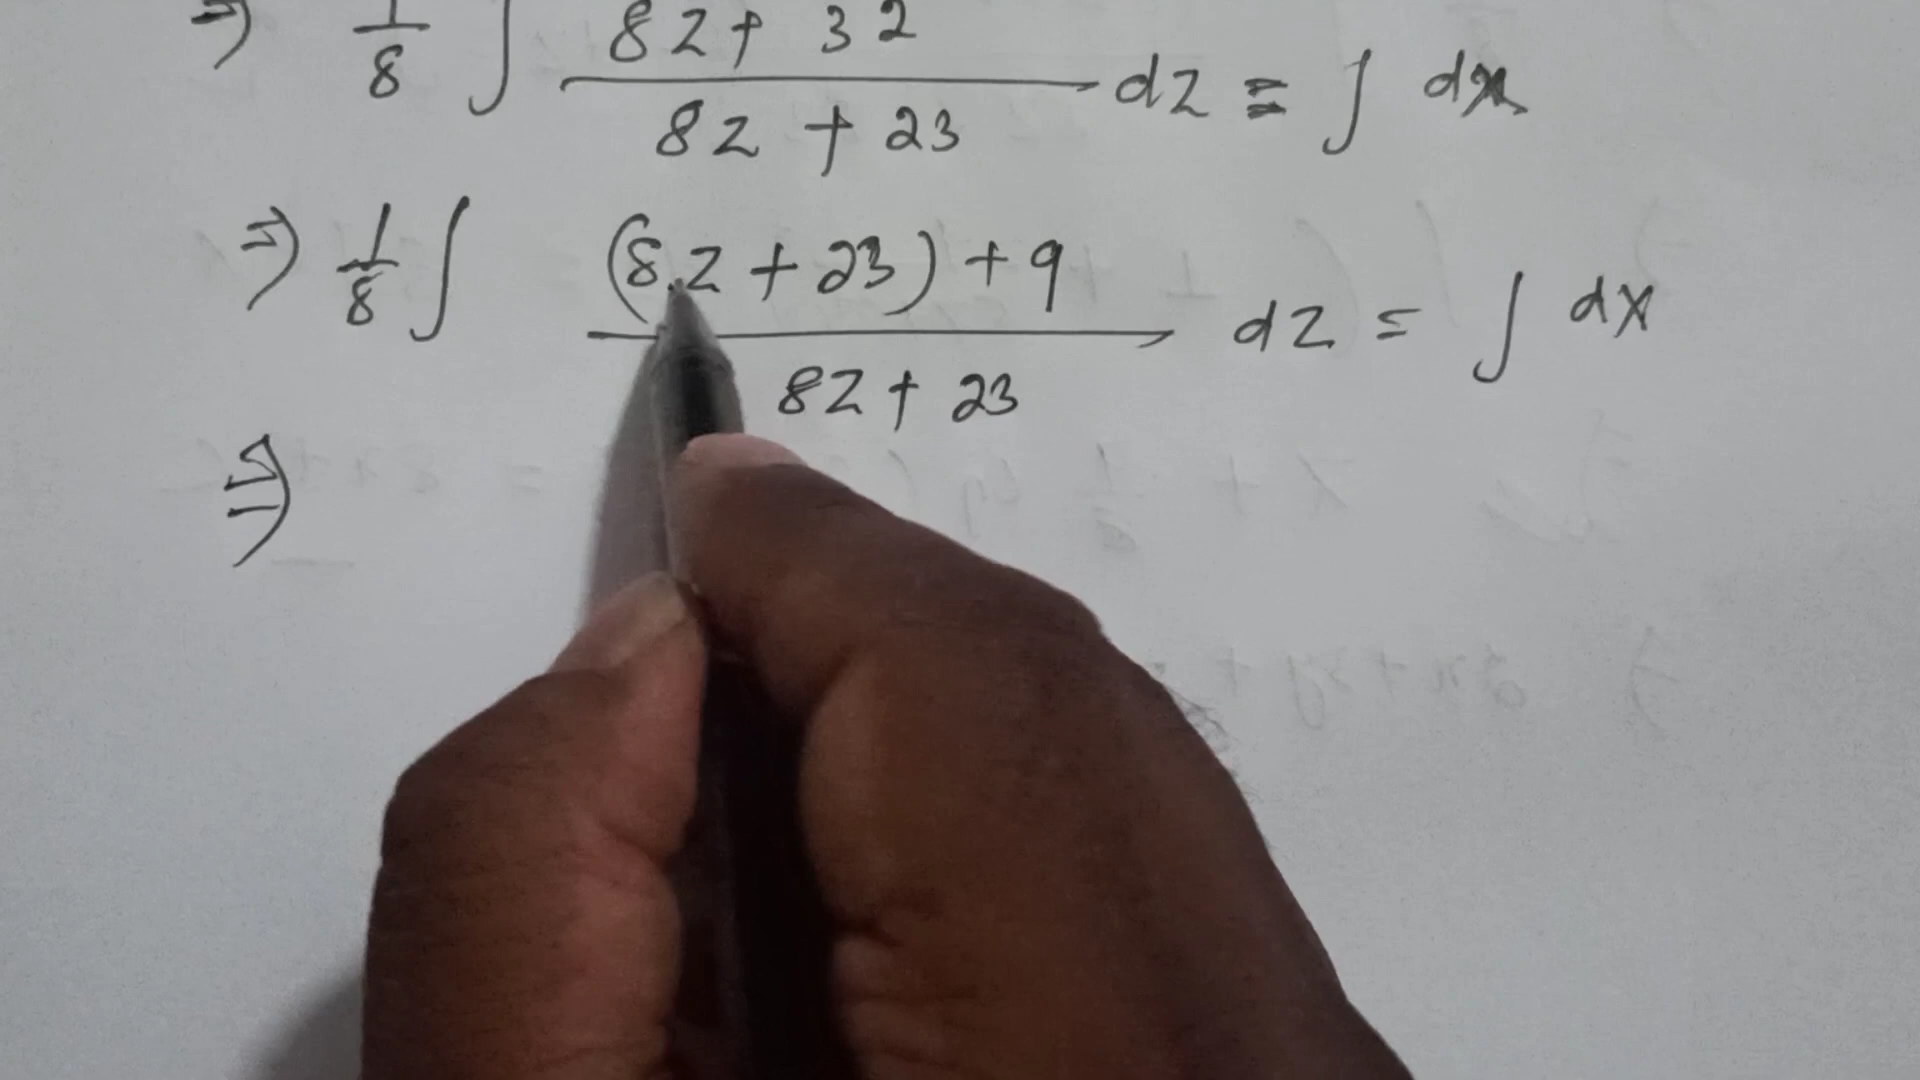 ⇒ 1/8 ∫ (8z + 32)/(8z + 23) dz = ∫ dx
⇒ 1/8 ∫ ((8z + 23) + 9)/(8z + 23) dz = ∫ dx
⇒